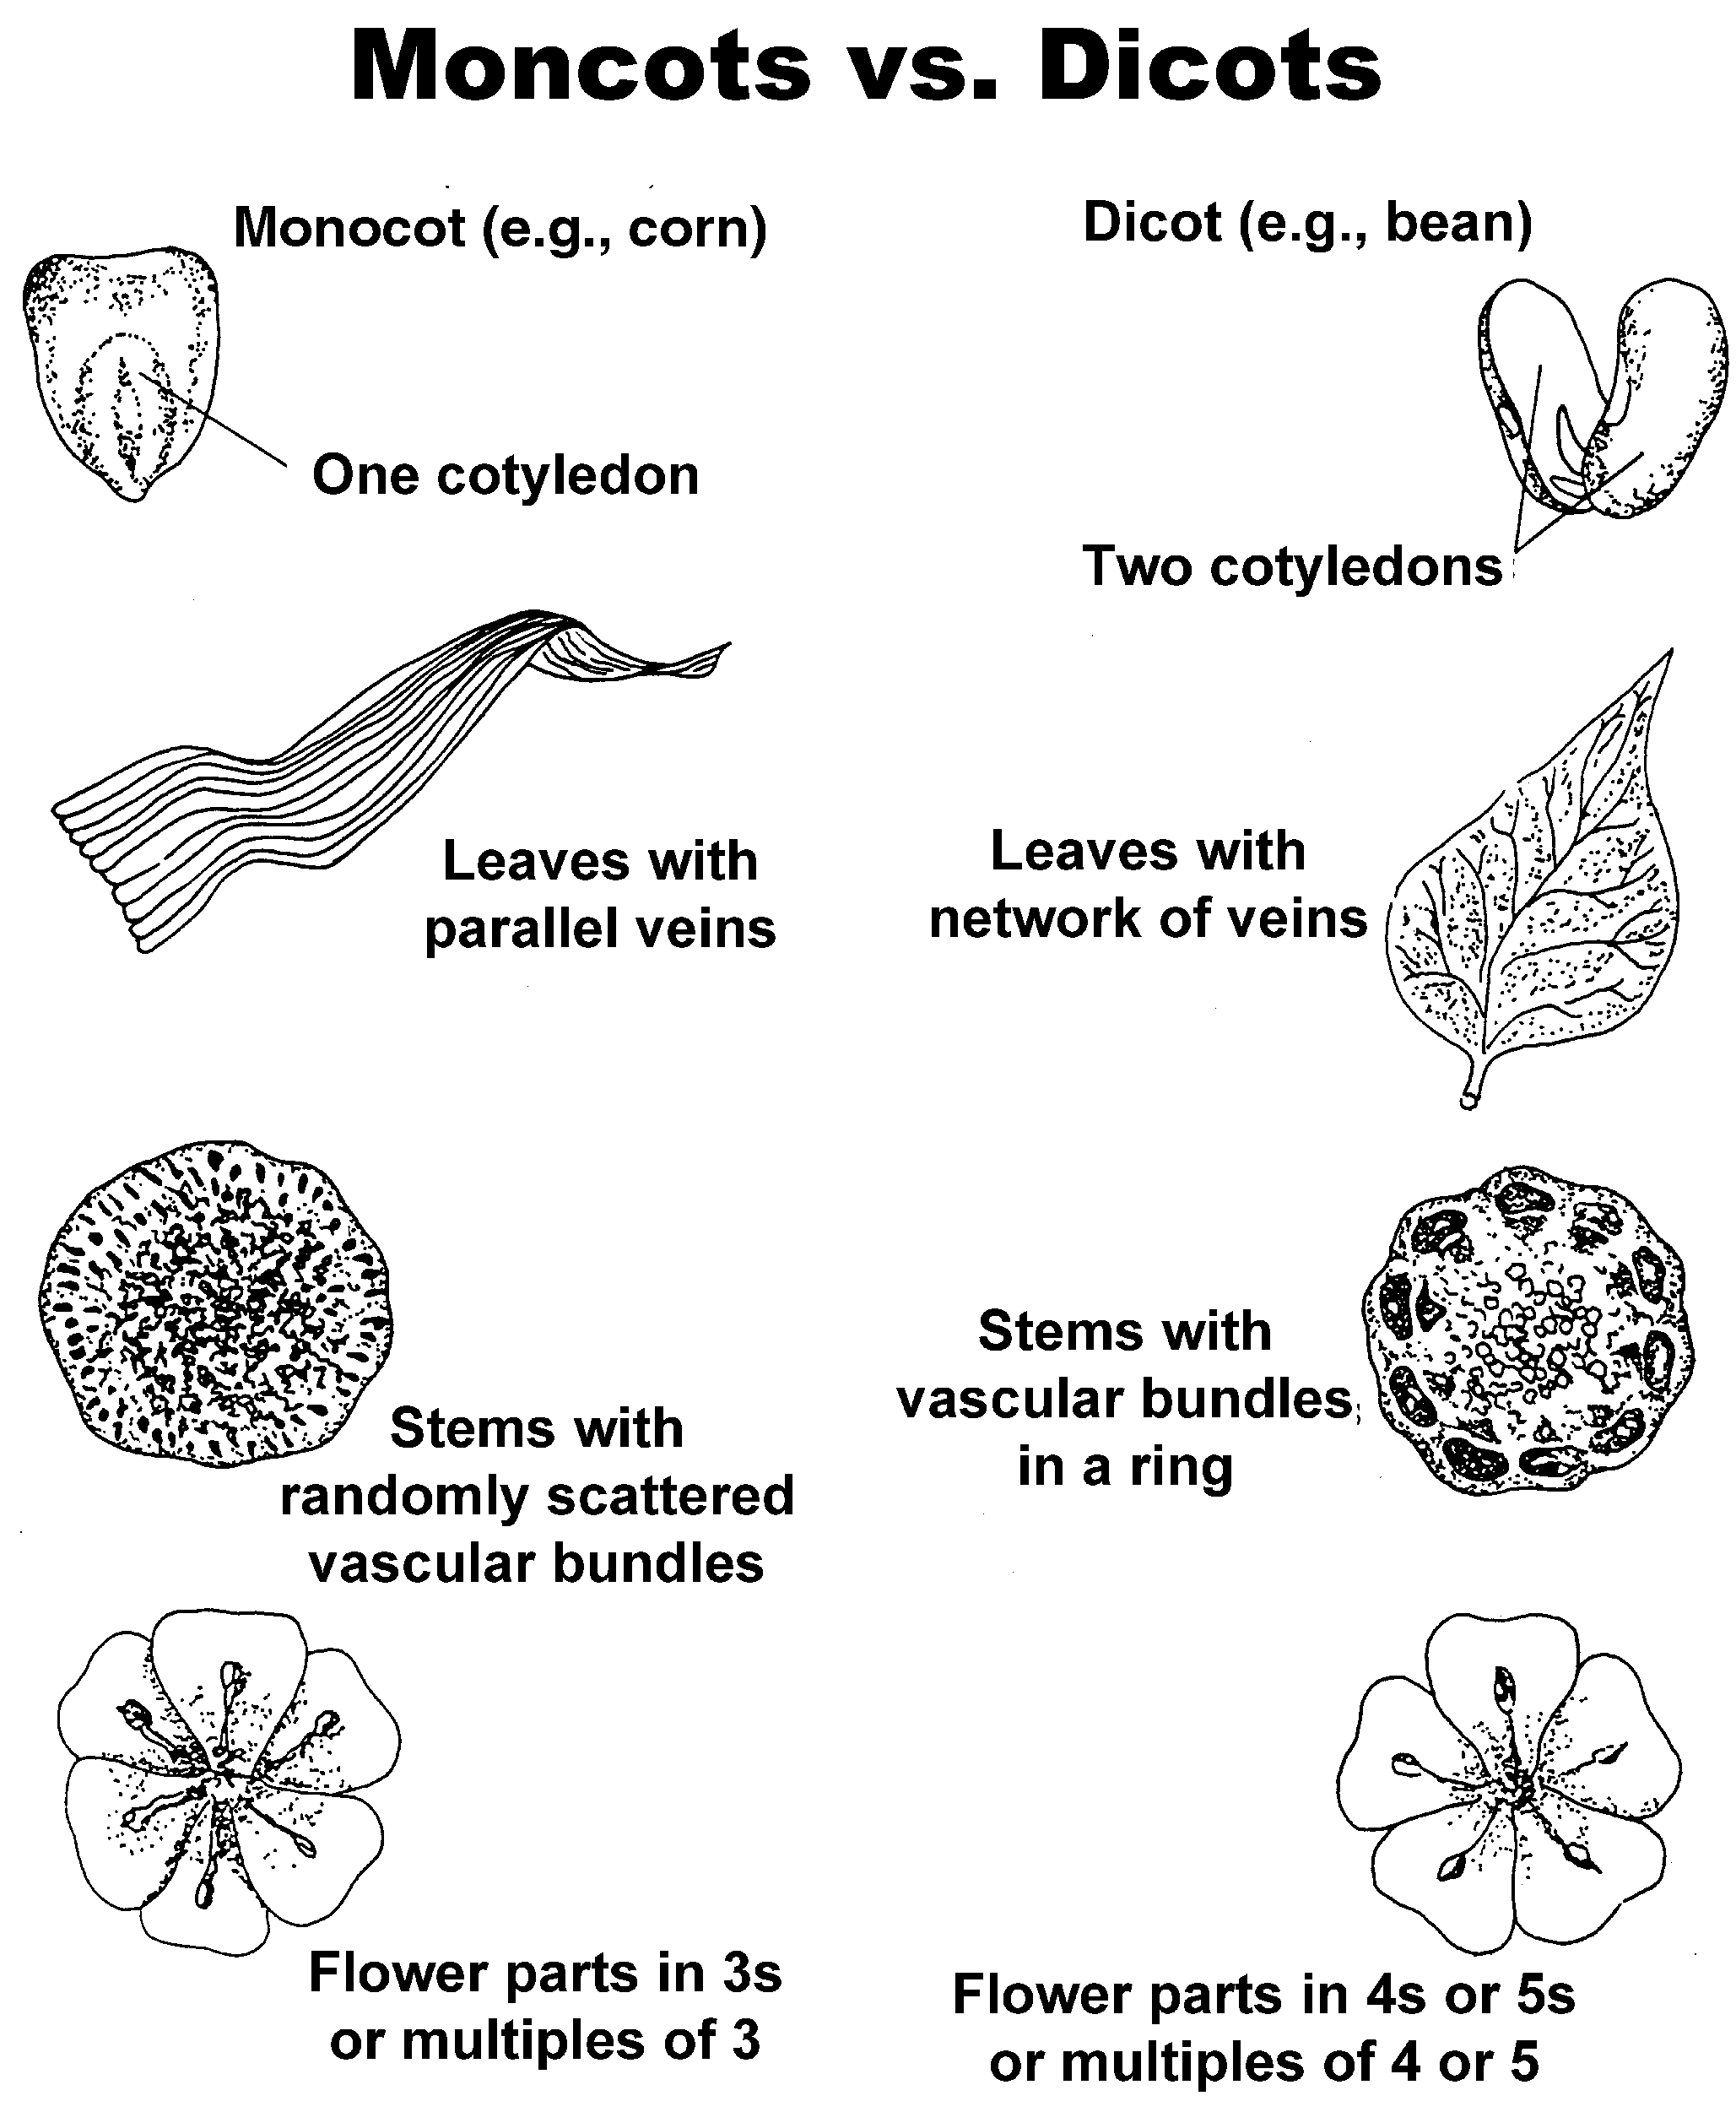 Moncots vs. Dicots
Monocot (e.g., corn)
Dicot (e.g., bean)
One cotyledon
Two cotyledons
Leaves with
parallel veins
Leaves with
network of veins
Stems with
randomly scattered
vascular bundles
Stems with
vascular bundles
in a ring
Flower parts in 3s
or multiples of 3
Flower parts in 4s or 5s
or multiples of 4 or 5